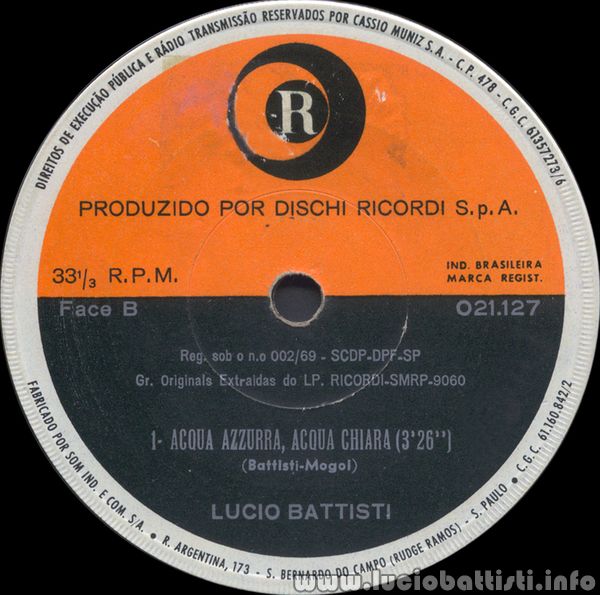 DIREITOS DE EXECUÇÃO PÚBLICA E RÁDIO TRANSMISSÃO RESERVADOS POR CASSIO MUNIZ S.A. - C.P. 478 - C.G.C. 61357273/6
R
PRODUZIDO POR DISCHI RICORDI S.p.A.
33 1/3 R.P.M.
IND. BRASILEIRA
MARCA REGIST.
Face B
021.127
Reg. sob o n.o 002/69 - SCDP-DPF-SP
Gr. Originals Extraidas do LP. RICORDI-SMRP-9060
1- ACQUA AZZURRA, ACQUA CHIARA (3'26'')
(Battisti-Mogol)
LUCIO BATTISTI
FABRICADO POR SOM IND. E COM. S/A. • R. ARGENTINA, 173 - S. BERNARDO DO CAMPO (RUDGE RAMOS) - S. PAULO • C.G.C. 61.160.842/2
www.luciobattisti.info